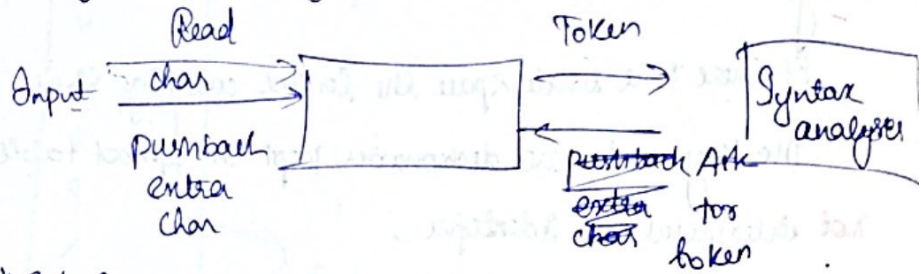 Read
Token
char
Input
Syntax
analyser
pushback
extra
char
pushback Ask
extra for
char token